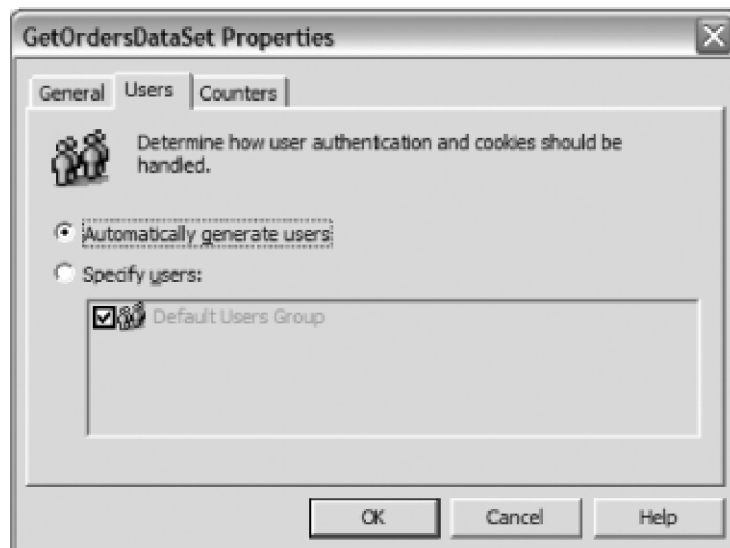 GetOrdersDataSet Properties
General Users Counters
Determine how user authentication and cookies should be
handled.
Automatically generate users
Specify users:
Default Users Group
OK Cancel Help